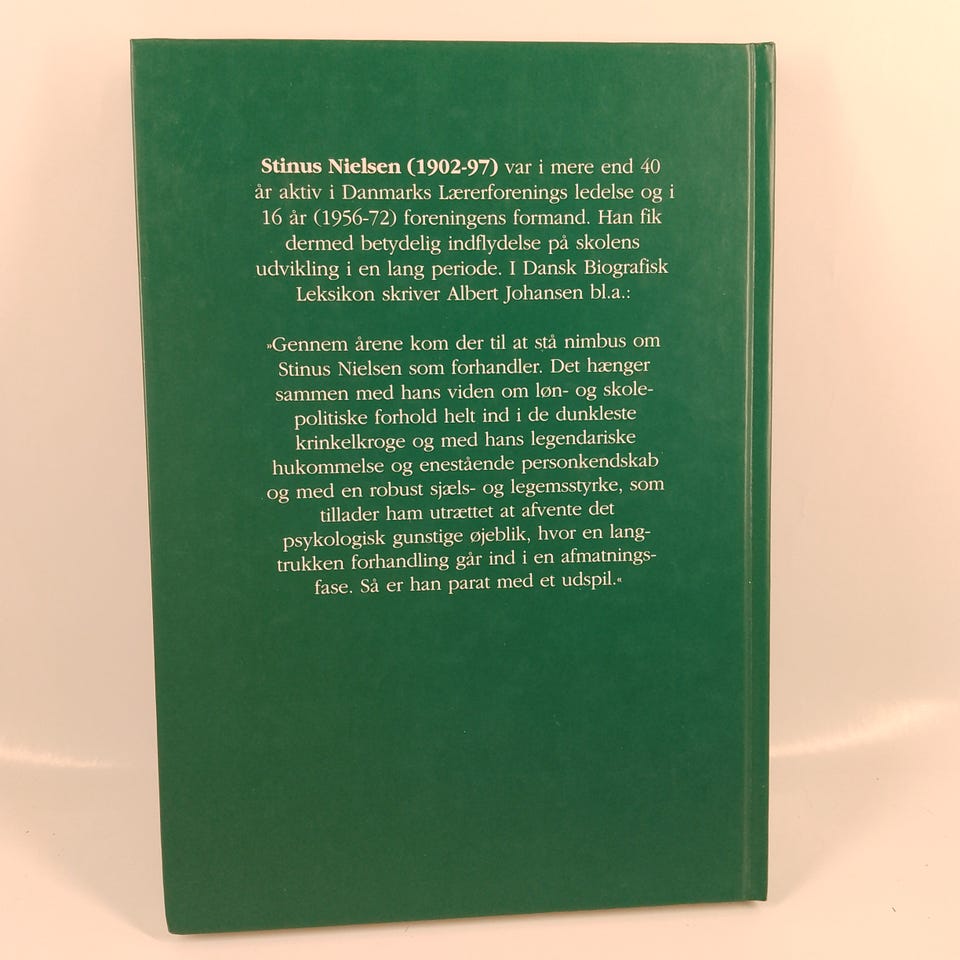 Stinus Nielsen (1902-97) var i mere end 40
år aktiv i Danmarks Lærerforenings ledelse og i
16 år (1956-72) foreningens formand. Han fik
dermed betydelig indflydelse på skolens
udvikling i en lang periode. I Dansk Biografisk
Leksikon skriver Albert Johansen bl.a.:
»Gennem årene kom der til at stå nimbus om
Stinus Nielsen som forhandler. Det hænger
sammen med hans viden om løn- og skole-
politiske forhold helt ind i de dunkleste
krinkelkroge og med hans legendariske
hukommelse og enestående personkendskab
og med en robust sjæls- og legemsstyrke, som
tillader ham utrættet at afvente det
psykologisk gunstige øjeblik, hvor en lang-
trukken forhandling går ind i en afmatnings-
fase. Så er han parat med et udspil.«